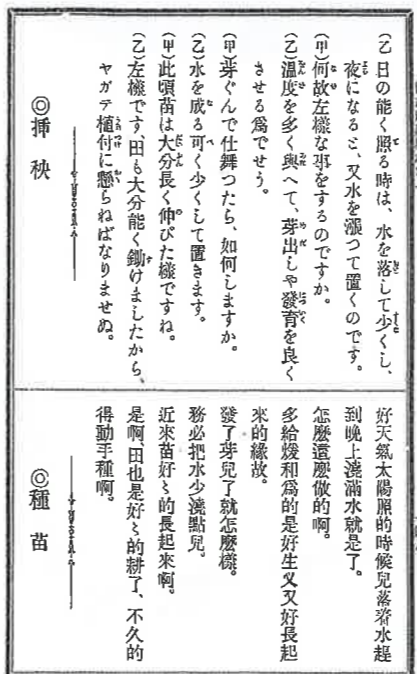 (乙)日の能く照る時は、水を落して少くし、
夜になると、又水を漲つて置くのです。
(甲)何故左樣な事をするのですか。
(乙)溫度を多く與へて、芽出しや發育を良く
させる爲でせう。
(甲)芽ぐんで仕舞つたら、如何しますか。
(乙)水を成る可く少くして置きます。
(甲)此頃苗は大分長く伸びた樣ですね。
(乙)左樣です、田も大分能く鋤けましたから、
ヤガテ植付に懸らねばなりませぬ。
◎揷秧
好天氣太陽照的時候兒落着水趕
到晚上澆滿水就是了。
怎麼這麼做的啊。
多給煖和爲的是好生叉又好長起
來的緣故。
發了芽兒了就怎麼樣。
務必把水少澆點兒。
近來苗好〻的長起來啊。
是啊、田也是好〻的耕了、不久的
得動手種啊。
◎種苗